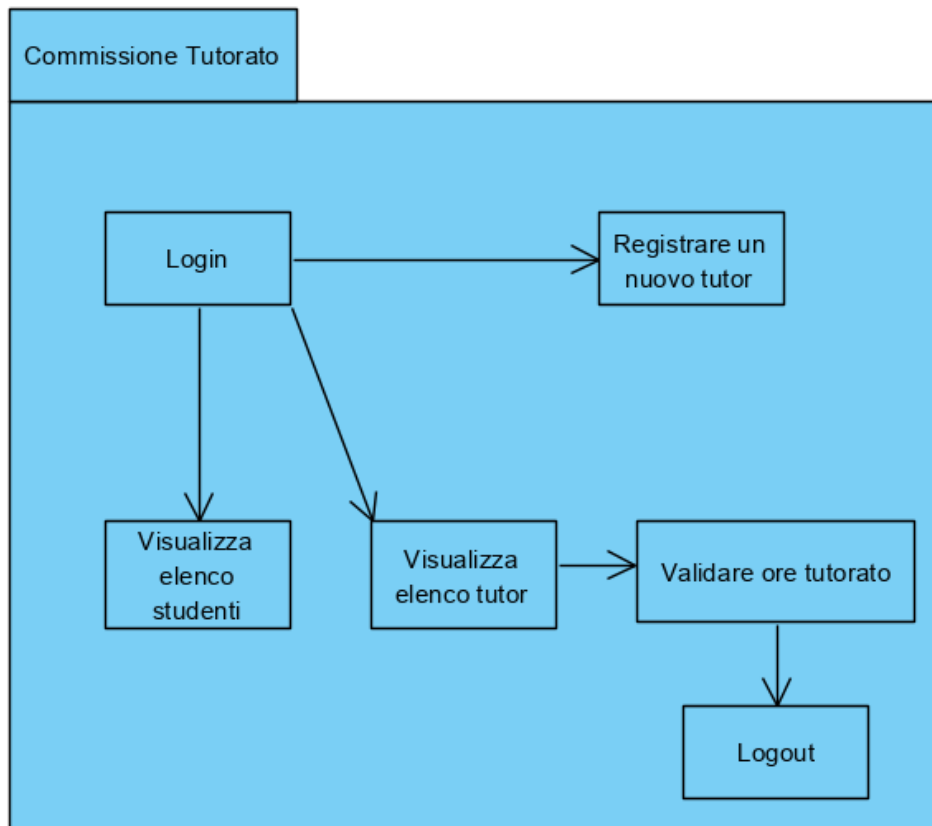 Commissione Tutorato
Login
Registrare un
nuovo tutor
Visualizza
elenco
studenti
Visualizza
elenco tutor
Validare ore tutorato
Logout